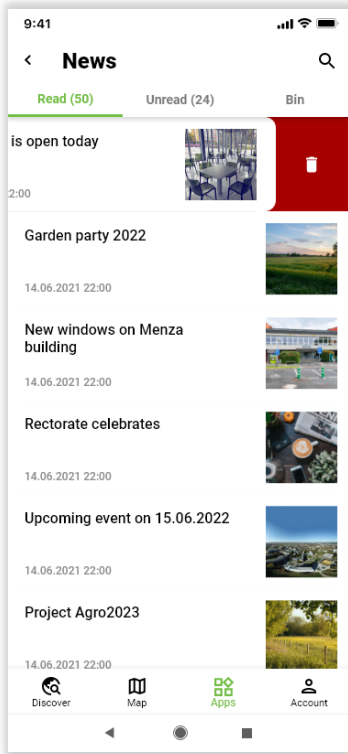 9:41
News
Read (50)
Unread (24)
Bin
is open today
2:00
Garden party 2022
14.06.2021 22:00
New windows on Menza
building
14.06.2021 22:00
Rectorate celebrates
14.06.2021 22:00
Upcoming event on 15.06.2022
14.06.2021 22:00
Project Agro2023
14.06.2021 22:00
Discover
Map
Apps
Account